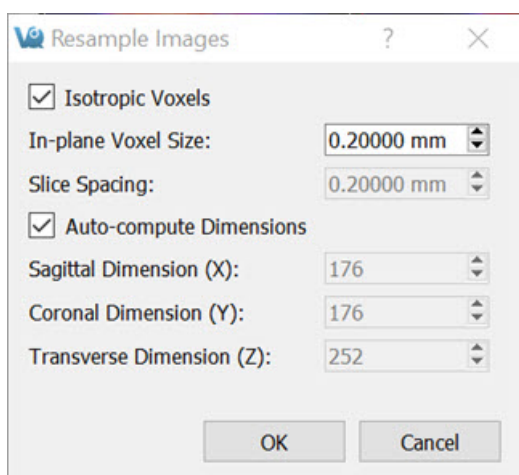 VQ Resample Images ?
Isotropic Voxels
In-plane Voxel Size: 0.20000 mm
Slice Spacing: 0.20000 mm
Auto-compute Dimensions
Sagittal Dimension (X): 176
Coronal Dimension (Y): 176
Transverse Dimension (Z): 252
OK Cancel